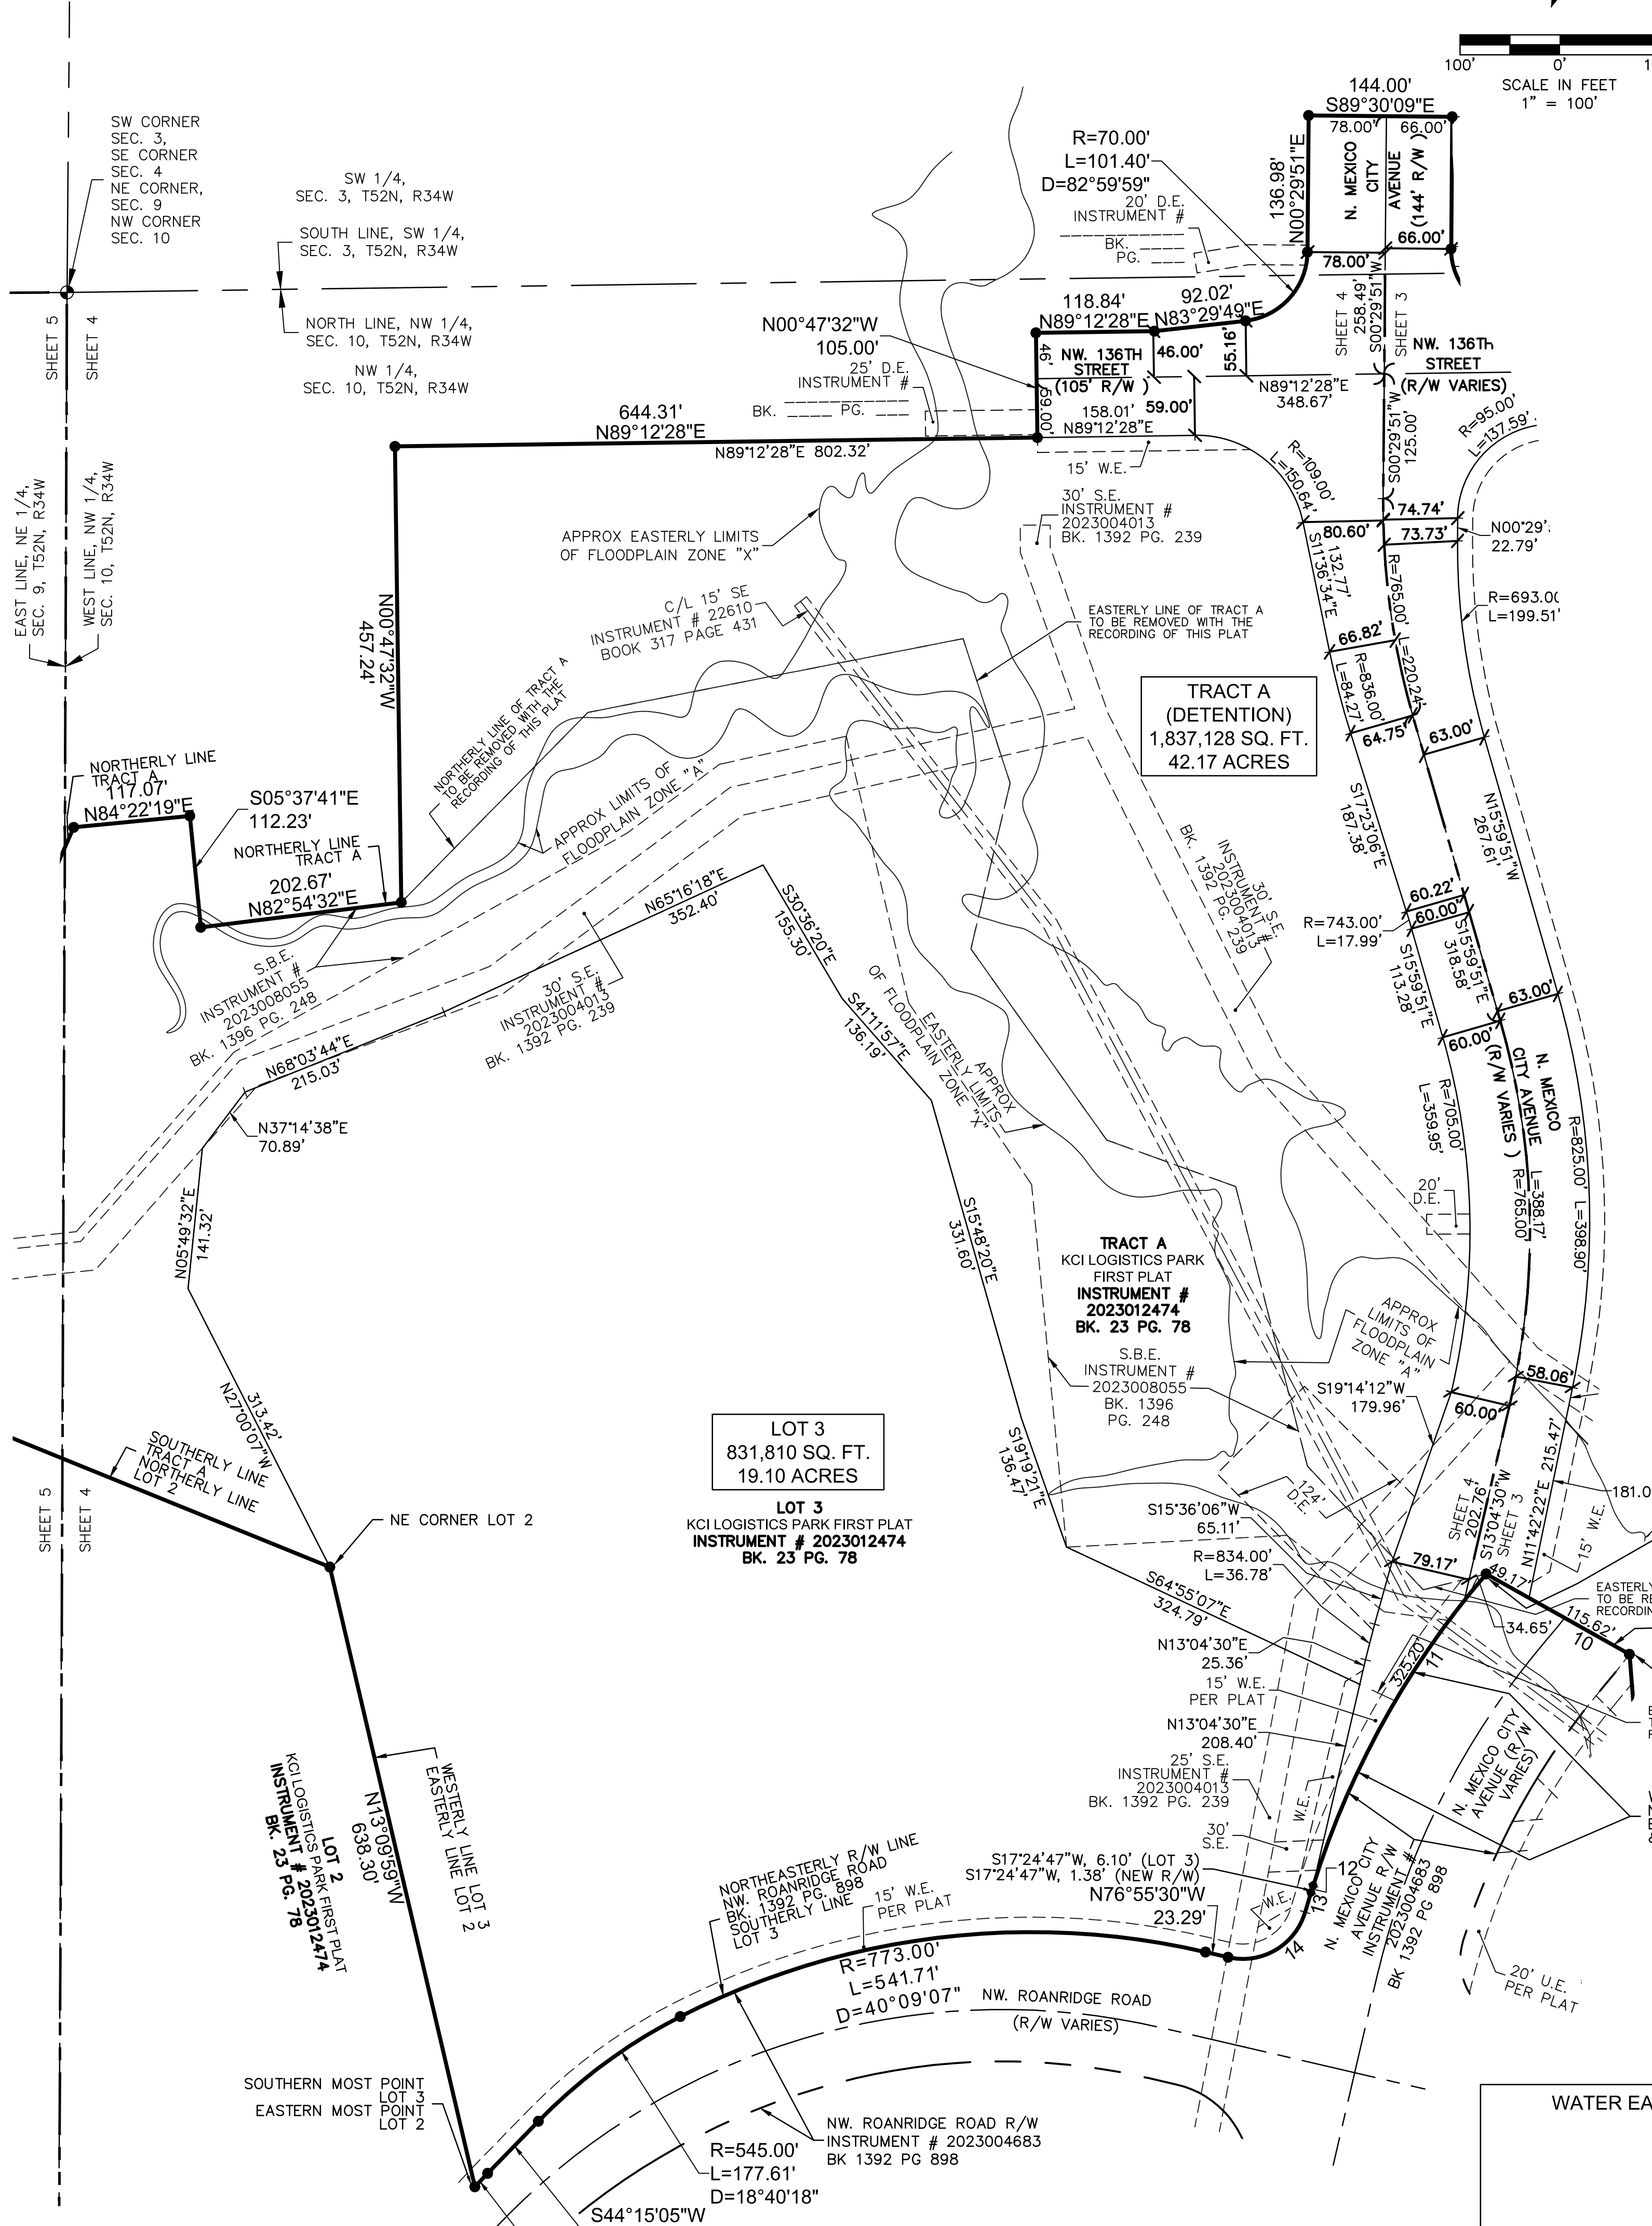 100'
0'
SCALE IN FEET
1" = 100'
144.00'
S89°30'09"E
78.00'
66.00'
N. MEXICO
CITY
AVENUE
(144' R/W )
136.98'
N00°29'51"E
R=70.00'
L=101.40'
D=82°59'59"
20' D.E.
INSTRUMENT #
BK. ____
PG. ___
78.00'
66.00'
SW CORNER
SEC. 3,
SE CORNER
SEC. 4
NE CORNER,
SEC. 9
NW CORNER
SEC. 10
SW 1/4,
SEC. 3, T52N, R34W
SOUTH LINE, SW 1/4,
SEC. 3, T52N, R34W
NORTH LINE, NW 1/4,
SEC. 10, T52N, R34W
NW 1/4,
SEC. 10, T52N, R34W
SHEET 5
SHEET 4
EAST LINE, NE 1/4,
SEC. 9, T52N, R34W
WEST LINE, NW 1/4,
SEC. 10, T52N, R34W
118.84'
N89°12'28"E
92.02'
N83°29'49"E
N00°47'32"W
105.00'
46'
59.00'
NW. 136TH
STREET
(105' R/W )
46.00'
55.16'
158.01'
N89°12'28"E
59.00'
SHEET 4
258.49'
S00°29'51"W
SHEET 3
N89°12'28"E
348.67'
NW. 136Th
STREET
(R/W VARIES)
25' D.E.
INSTRUMENT #
BK. ____ PG. ___
644.31'
N89°12'28"E
N89°12'28"E 802.32'
15' W.E.
R=109.00'
L=150.64'
S00°29'51"W
125.00'
R=95.00'
L=137.59'
74.74'
80.60'
73.73'
N00°29'
22.79'
30' S.E.
INSTRUMENT #
2023004013
BK. 1392 PG. 239
APPROX EASTERLY LIMITS
OF FLOODPLAIN ZONE "X"
C/L 15' SE
INSTRUMENT # 22610
BOOK 317 PAGE 431
EASTERLY LINE OF TRACT A
TO BE REMOVED WITH THE
RECORDING OF THIS PLAT
132.77'
S11°36'34"E
R=765.00'
L=220.24'
R=693.0
L=199.51'
66.82'
R=836.00'
L=84.27'
64.75'
63.00'
N00°47'32"W
457.24'
NORTHERLY LINE OF TRACT A
TO BE REMOVED WITH THE
RECORDING OF THIS PLAT
TRACT A
(DETENTION)
1,837,128 SQ. FT.
42.17 ACRES
NORTHERLY LINE
TRACT A
117.07'
N84°22'19"E
S05°37'41"E
112.23'
NORTHERLY LINE
TRACT A
202.67'
N82°54'32"E
APPROX LIMITS OF
FLOODPLAIN ZONE "A"
S17°23'06"E
187.38'
N15°59'51"W
267.61'
30' S.E.
INSTRUMENT #
2023004013
BK. 1392 PG. 239
60.22'
60.00'
R=743.00'
L=17.99'
S15°59'51"E
318.58'
S15°59'51"E
113.28'
63.00'
60.00'
N65°16'18"E
352.40'
S30°36'20"E
155.30'
S.B.E.
INSTRUMENT #
2023008055
BK. 1396 PG. 248
30' S.E.
INSTRUMENT #
2023004013
BK. 1392 PG. 239
S41°11'57"E
136.19'
APPROX
EASTERLY LIMITS
OF FLOODPLAIN ZONE "X"
N68°03'44"E
215.03'
N37°14'38"E
70.89'
N. MEXICO
CITY AVENUE
(R/W VARIES )
R=705.00'
L=359.95'
L=388.17'
R=765.00'
R=825.00' L=398.90'
20'
D.E.
N05°49'32"E
141.32'
S15°48'20"E
331.60'
TRACT A
KCI LOGISTICS PARK
FIRST PLAT
INSTRUMENT #
2023012474
BK. 23 PG. 78
S.B.E.
INSTRUMENT #
2023008055
BK. 1396
PG. 248
APPROX
LIMITS OF
FLOODPLAIN
ZONE "A"
S19°14'12"W
179.96'
58.06'
60.00'
313.42'
N27°00'07"W
SOUTHERLY LINE
TRACT A
NORTHERLY LINE
LOT 2
SHEET 5
SHEET 4
NE CORNER LOT 2
LOT 3
831,810 SQ. FT.
19.10 ACRES
LOT 3
KCI LOGISTICS PARK FIRST PLAT
INSTRUMENT # 2023012474
BK. 23 PG. 78
S19°19'21"E
136.47'
124'
D.E.
S15°36'06"W
65.11'
R=834.00'
L=36.78'
SHEET 4
202.76'
S13°04'30"W
SHEET 3
N11°42'22"E 215.47'
181.0
15' W.E.
79.17'
49.17'
34.65'
115.62'
10
EASTERLY
TO BE RE
RECORDIN
S64°55'07"E
324.79'
N13°04'30"E
25.36'
15' W.E.
PER PLAT
325.20'
11
N13°04'30"E
208.40'
25' S.E.
INSTRUMENT #
2023004013
BK. 1392 PG. 239
30'
S.E.
W.E.
N. MEXICO CITY
AVENUE (R/W
VARIES)
WESTERLY LINE LOT 3
EASTERLY LINE LOT 2
N13°09'59"W
638.30'
LOT 2
KCI LOGISTICS PARK FIRST PLAT
INSTRUMENT # 2023012474
BK. 23 PG. 78
NORTHEASTERLY R/W LINE
NW. ROANRIDGE ROAD
BK. 1392 PG. 898
SOUTHERLY LINE
LOT 3
15' W.E.
PER PLAT
S17°24'47"W, 6.10' (LOT 3)
S17°24'47"W, 1.38' (NEW R/W)
N76°55'30"W
23.29'
W.E.
12
13
14
N. MEXICO CITY
AVENUE R/W
INSTRUMENT #
2023004683
BK 1392 PG 898
20' U.E.
PER PLAT
R=773.00'
L=541.71'
D=40°09'07"
NW. ROANRIDGE ROAD
(R/W VARIES)
SOUTHERN MOST POINT
LOT 3
EASTERN MOST POINT
LOT 2
NW. ROANRIDGE ROAD R/W
INSTRUMENT # 2023004683
BK 1392 PG 898
R=545.00'
L=177.61'
D=18°40'18"
S44°15'05"W
WATER EA